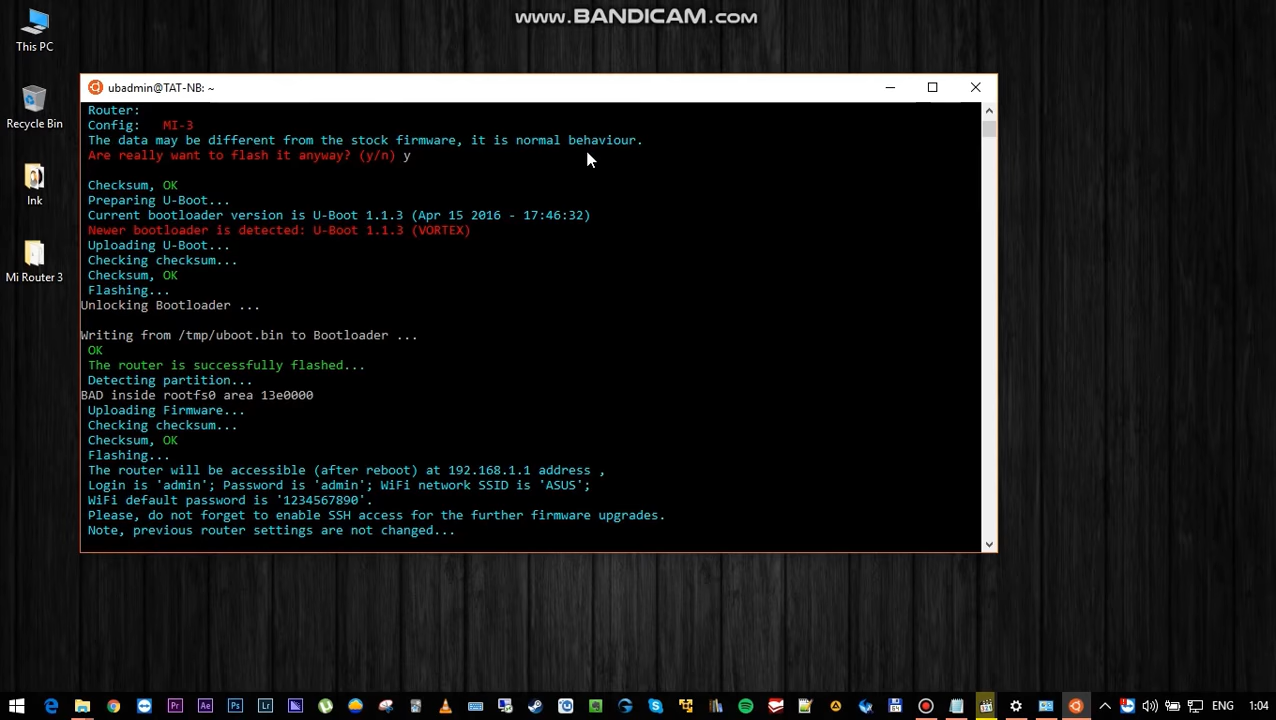 www.BANDICAM.com
This PC
Recycle Bin
Ink
Mi Router 3
ubadmin@TAT-NB: ~
Router:
Config: MI-3
The data may be different from the stock firmware, it is normal behaviour.
Are really want to flash it anyway? (y/n) y
Checksum, OK
Preparing U-Boot...
Current bootloader version is U-Boot 1.1.3 (Apr 15 2016 - 17:46:32)
Newer bootloader is detected: U-Boot 1.1.3 (VORTEX)
Uploading U-Boot...
Checking checksum...
Checksum, OK
Flashing...
Unlocking Bootloader ...
Writing from /tmp/uboot.bin to Bootloader ...
OK
The router is successfully flashed...
Detecting partition...
BAD inside rootfs0 area 13e0000
Uploading Firmware...
Checking checksum...
Checksum, OK
Flashing...
The router will be accessible (after reboot) at 192.168.1.1 address ,
Login is 'admin'; Password is 'admin'; WiFi network SSID is 'ASUS';
WiFi default password is '1234567890'.
Please, do not forget to enable SSH access for the further firmware upgrades.
Note, previous router settings are not changed...
Pr Ae Ps Lr ENG 1:04